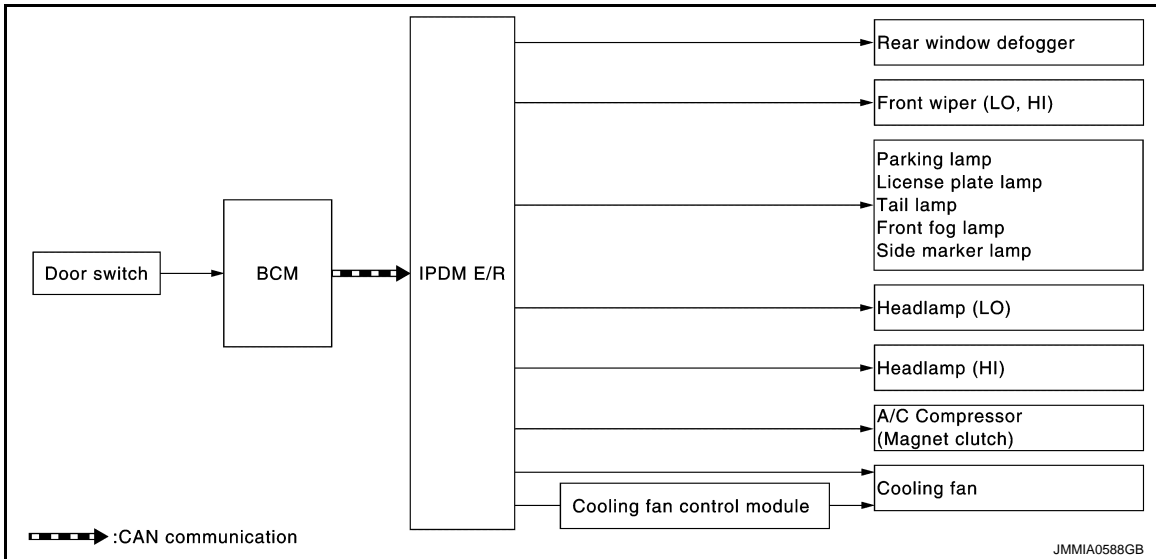 Rear window defogger
Front wiper (LO, HI)
Parking lamp
License plate lamp
Tail lamp
Front fog lamp
Side marker lamp
Door switch
BCM
IPDM E/R
Headlamp (LO)
Headlamp (HI)
A/C Compressor
(Magnet clutch)
Cooling fan
Cooling fan control module
:CAN communication
JMMIA0588GB